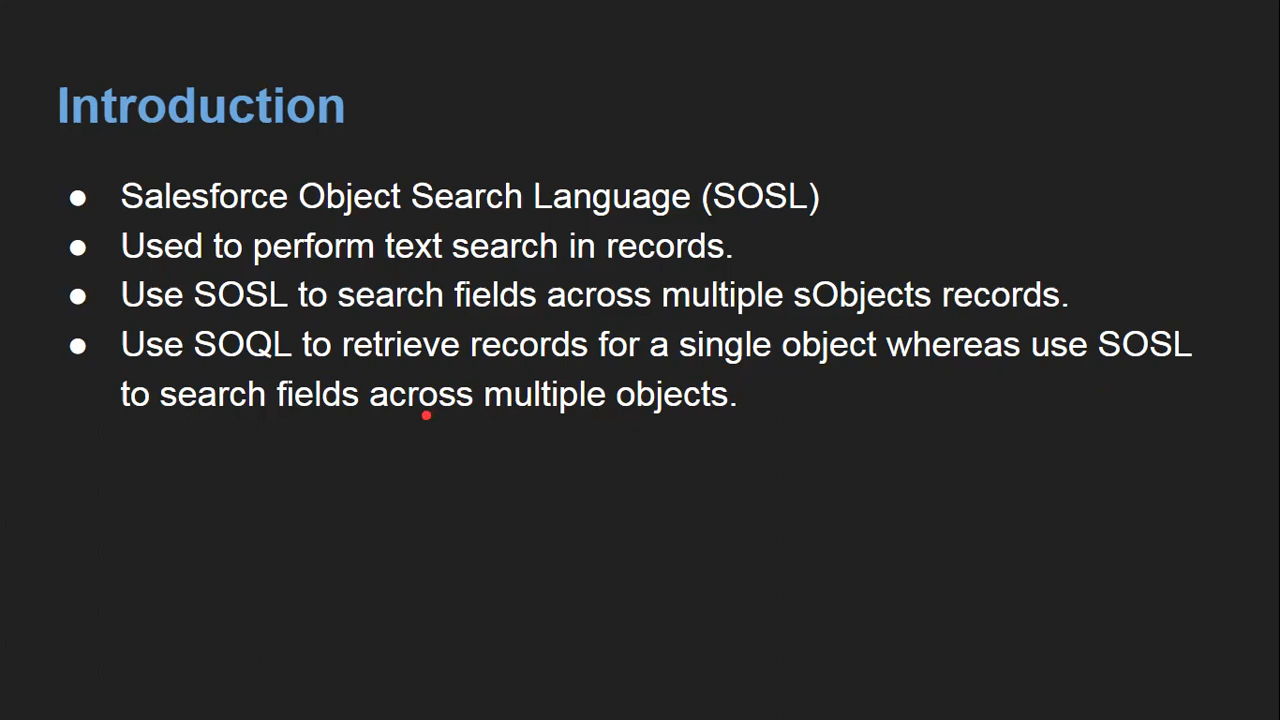 Introduction
● Salesforce Object Search Language (SOSL)
● Used to perform text search in records.
● Use SOSL to search fields across multiple sObjects records.
● Use SOQL to retrieve records for a single object whereas use SOSL
to search fields across multiple objects.